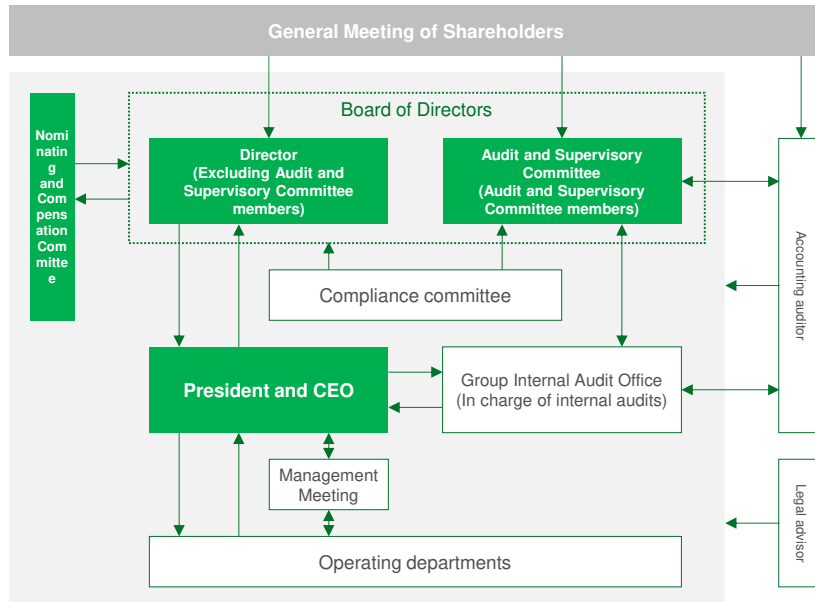 General Meeting of Shareholders
Board of Directors
Nomi
natin
g
and
Com
pens
ation
Com
mitte
e
Director
(Excluding Audit and
Supervisory Committee
members)
Audit and Supervisory
Committee
(Audit and Supervisory
Committee members)
Accounting auditor
Compliance committee
President and CEO
Group Internal Audit Office
(In charge of internal audits)
Management
Meeting
Legal advisor
Operating departments